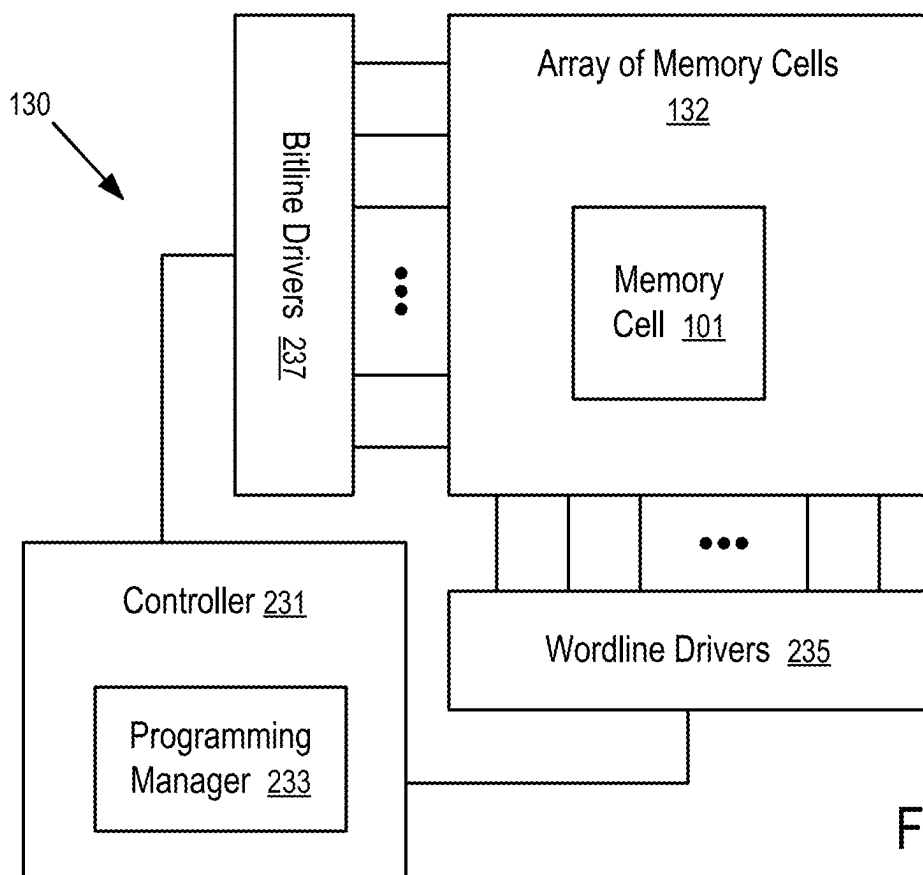 130
Bitline Drivers 237
Array of Memory Cells
132
Memory
Cell 101
Controller 231
Programming
Manager 233
Wordline Drivers 235
F